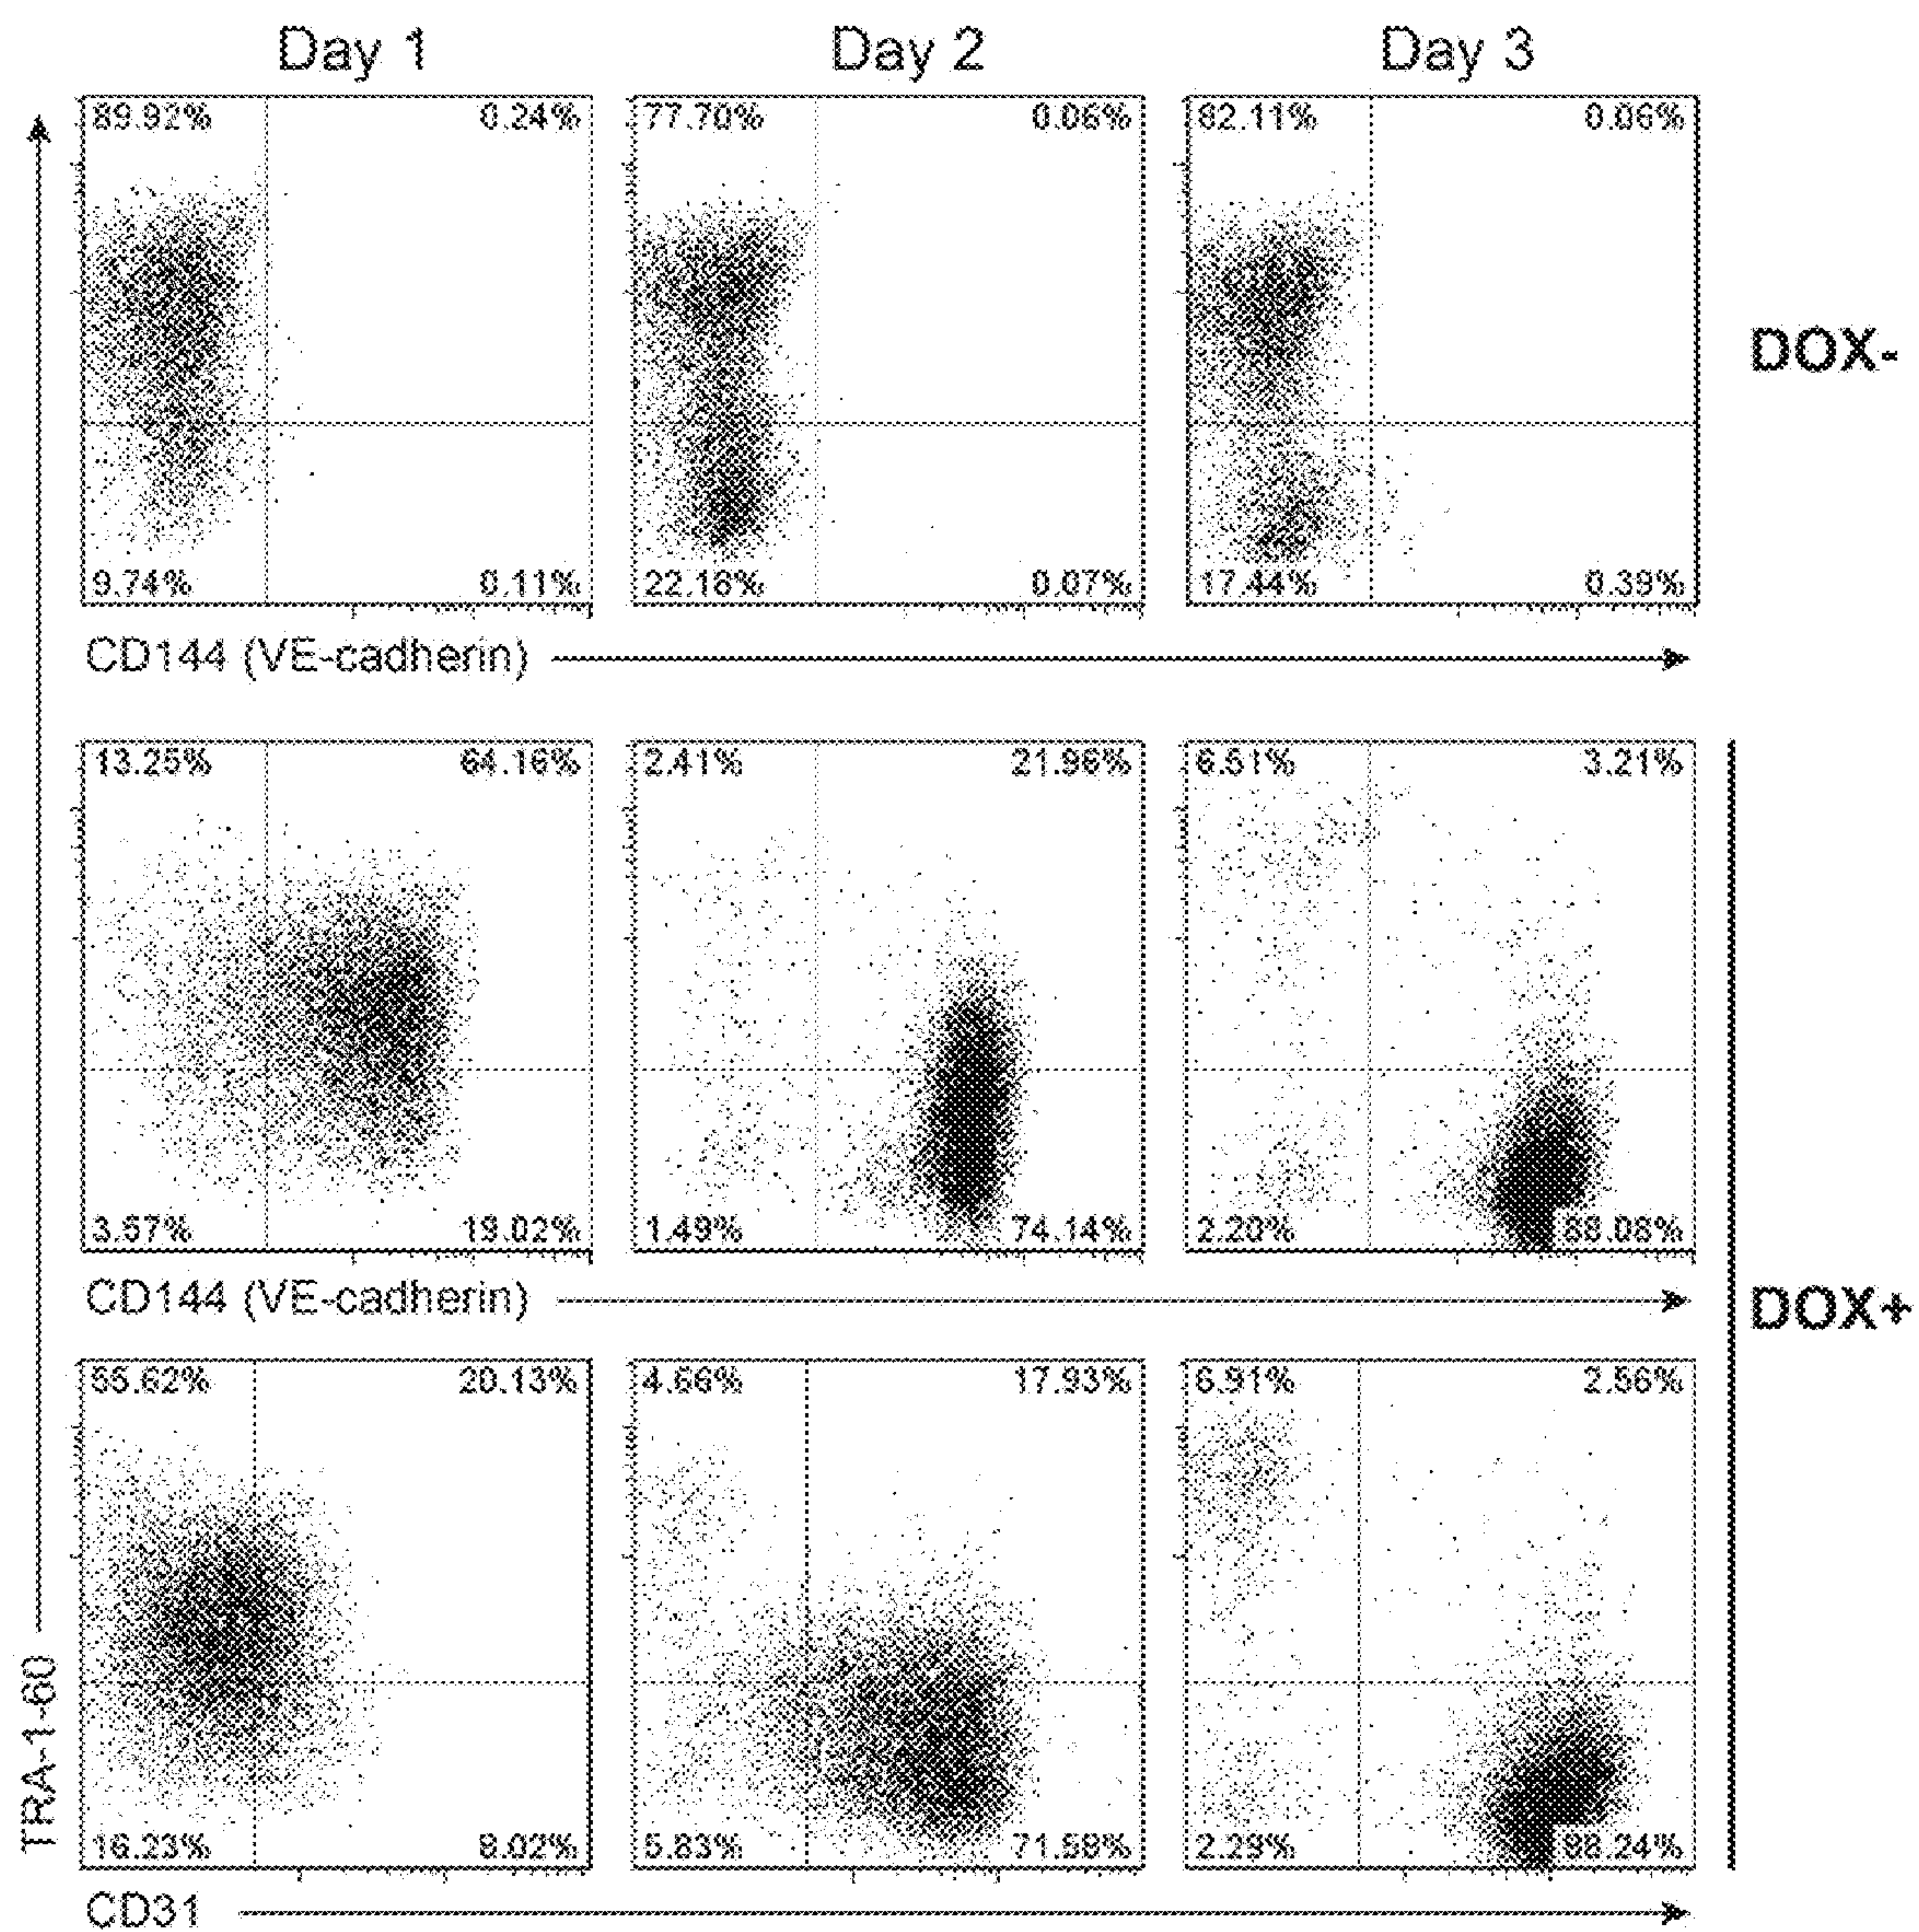 Day 1 Day 2 Day 3
89.92% 0.24% 77.70% 0.06% 82.11% 0.06%
DOX-
9.74% 0.11% 22.16% 0.07% 17.44% 0.39%
CD144 (VE-cadherin)
13.25% 64.16% 2.41% 21.96% 6.51% 3.21%
3.57% 19.02% 1.49% 74.14% 2.20% 88.08%
CD144 (VE-cadherin)
DOX+
55.62% 20.13% 4.66% 17.93% 6.91% 2.56%
TRA-1-60
16.23% 8.02% 5.83% 71.58% 2.29% 88.24%
CD31